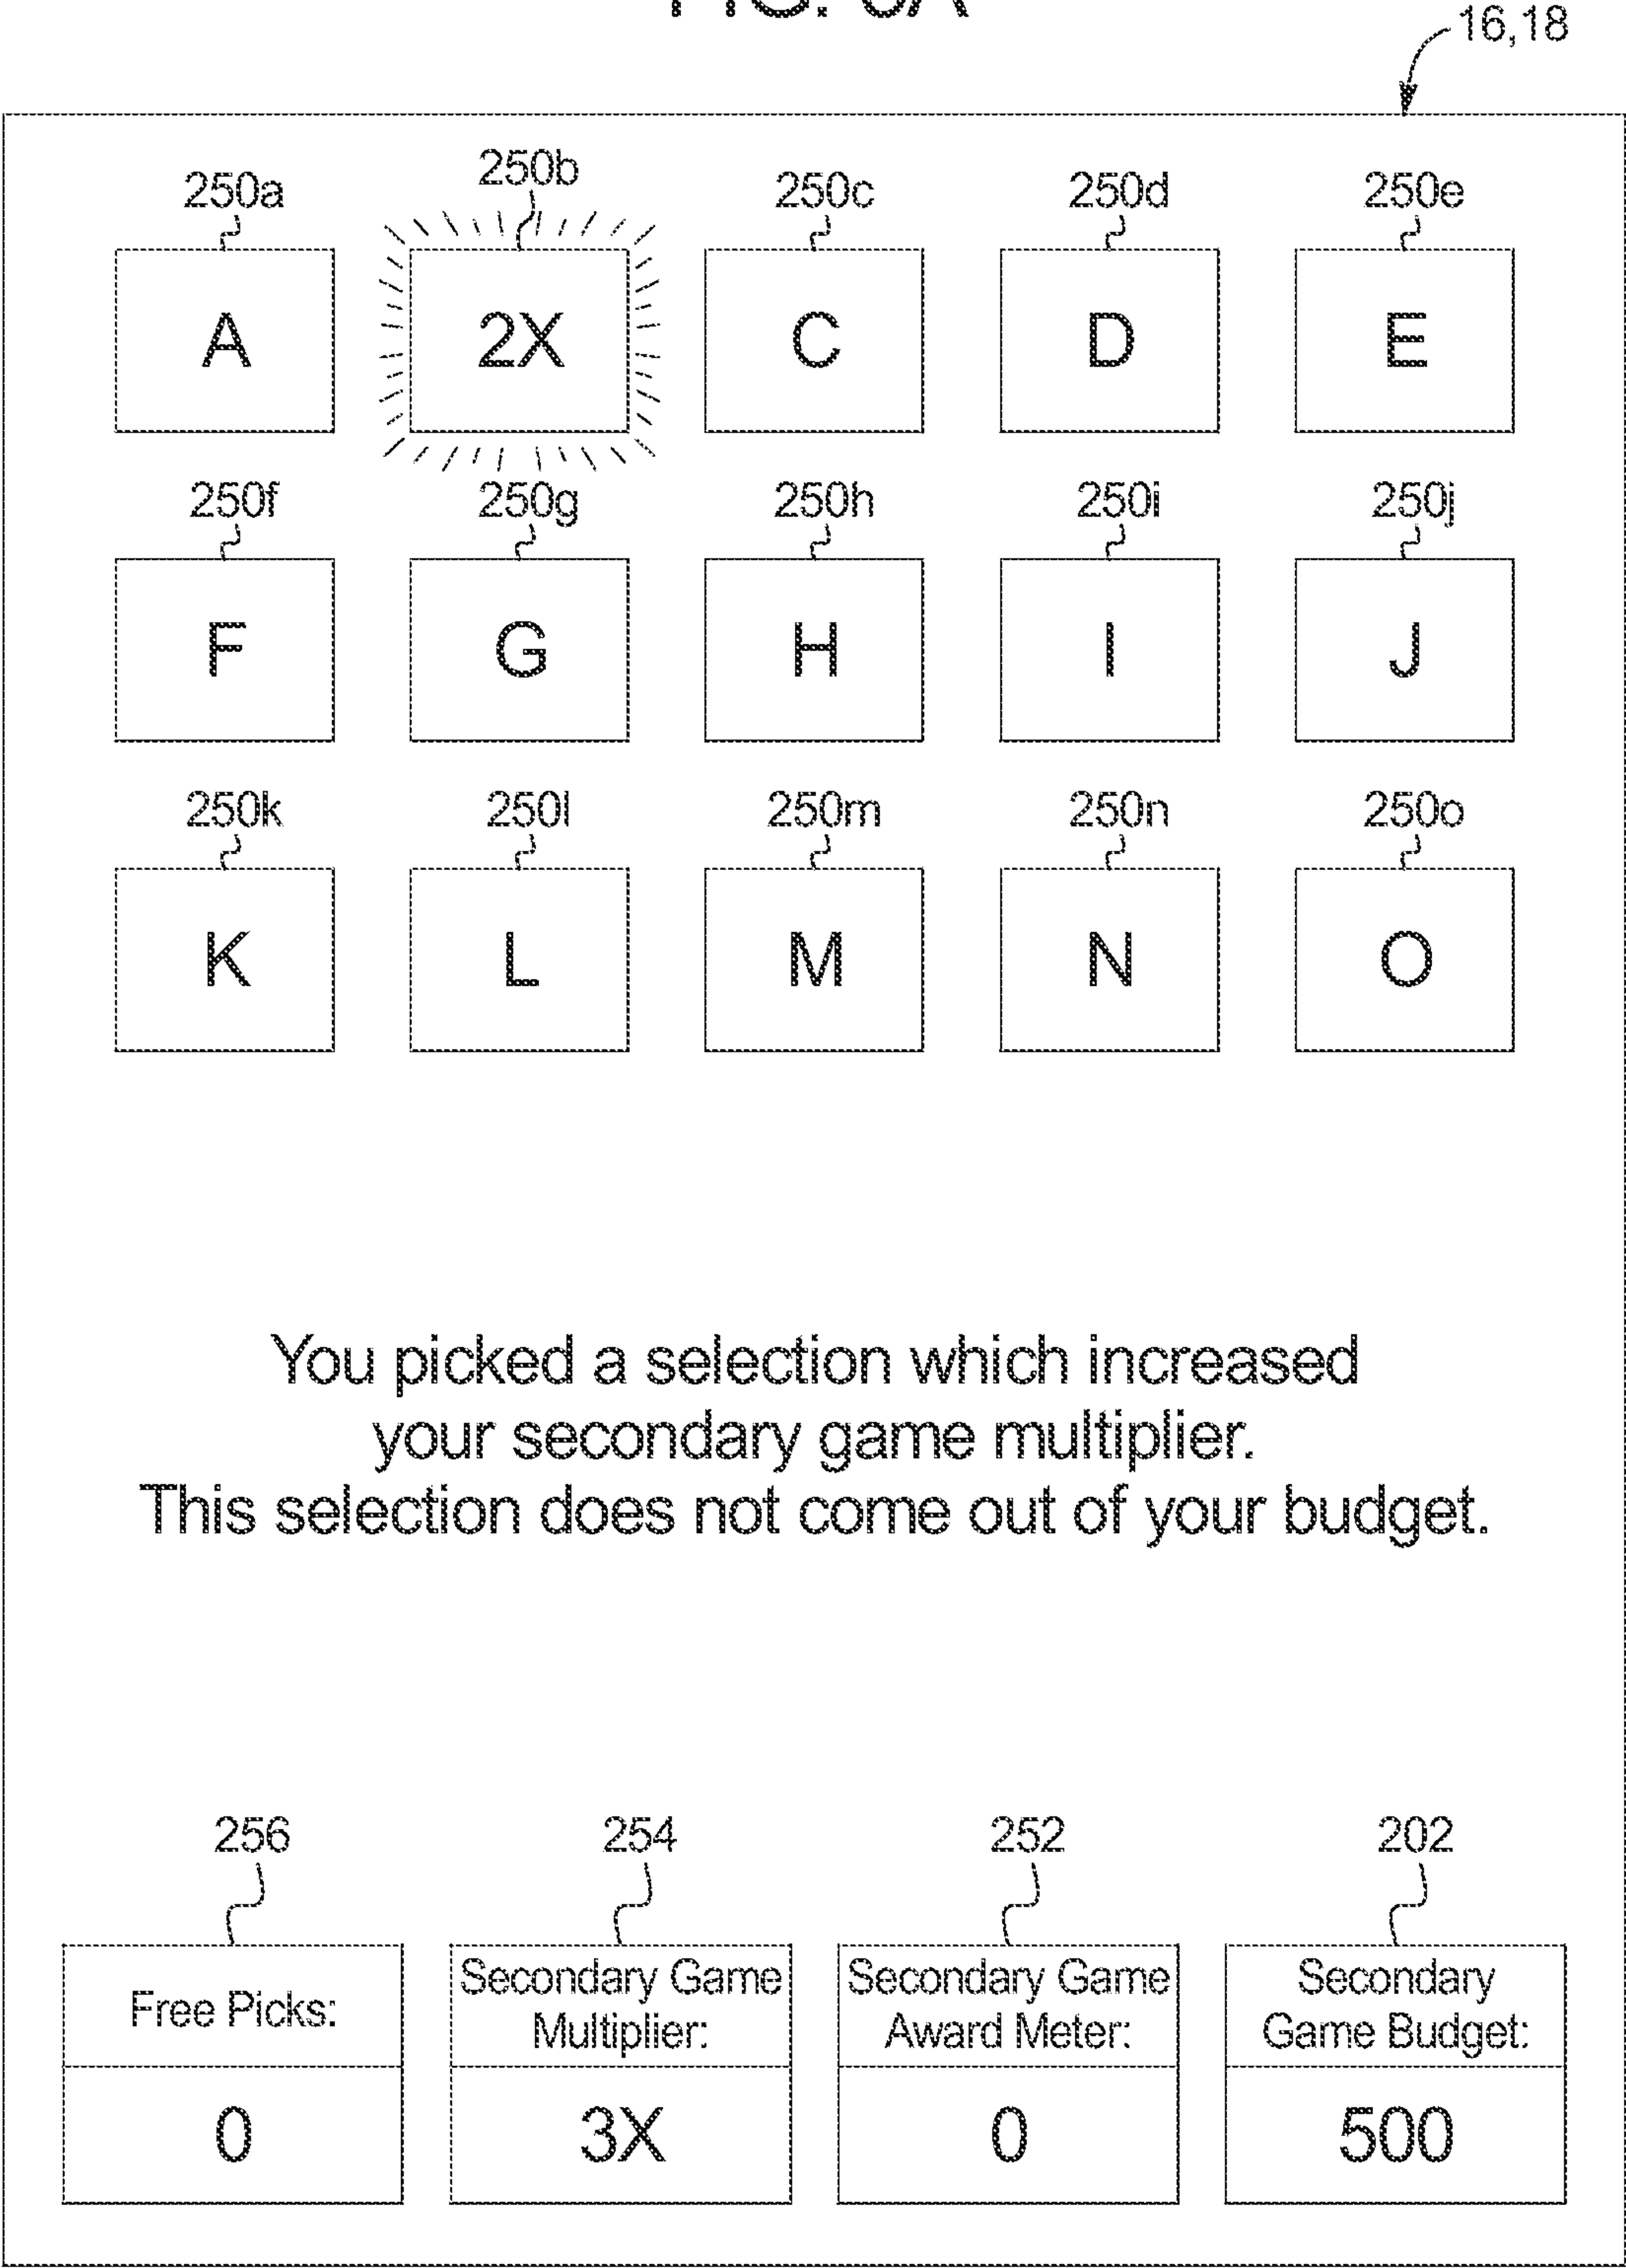 16,18
250a 250b 250c 250d 250e
A 2X C D E
250f 250g 250h 250i 250j
F G H I J
250k 250l 250m 250n 250o
K L M N O
You picked a selection which increased
your secondary game multiplier.
This selection does not come out of your budget.
256 254 252 202
Free Picks:
0
Secondary Game
Multiplier:
3X
Secondary Game
Award Meter:
0
Secondary
Game Budget:
500